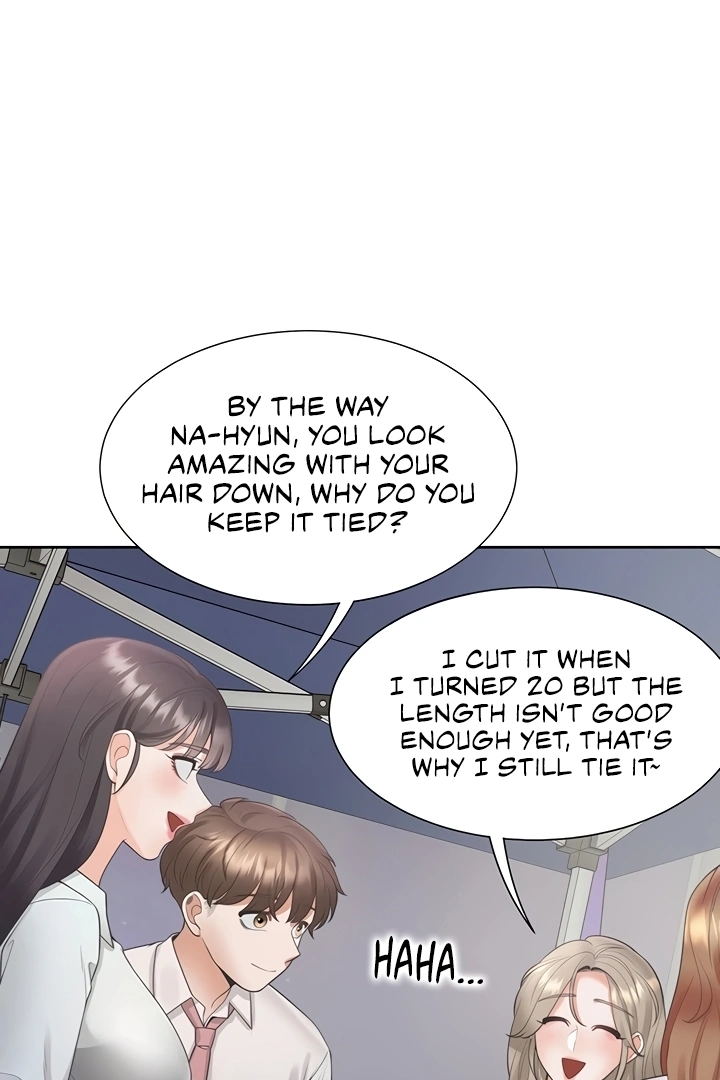 BY THE WAY
NA-HYUN, YOU LOOK
AMAZING WITH YOUR
HAIR DOWN, WHY DO YOU
KEEP IT TIED?
I CUT IT WHEN
I TURNED 20 BUT THE
LENGTH ISN'T GOOD
ENOUGH YET, THAT'S
WHY I STILL TIE IT~
HAHA...